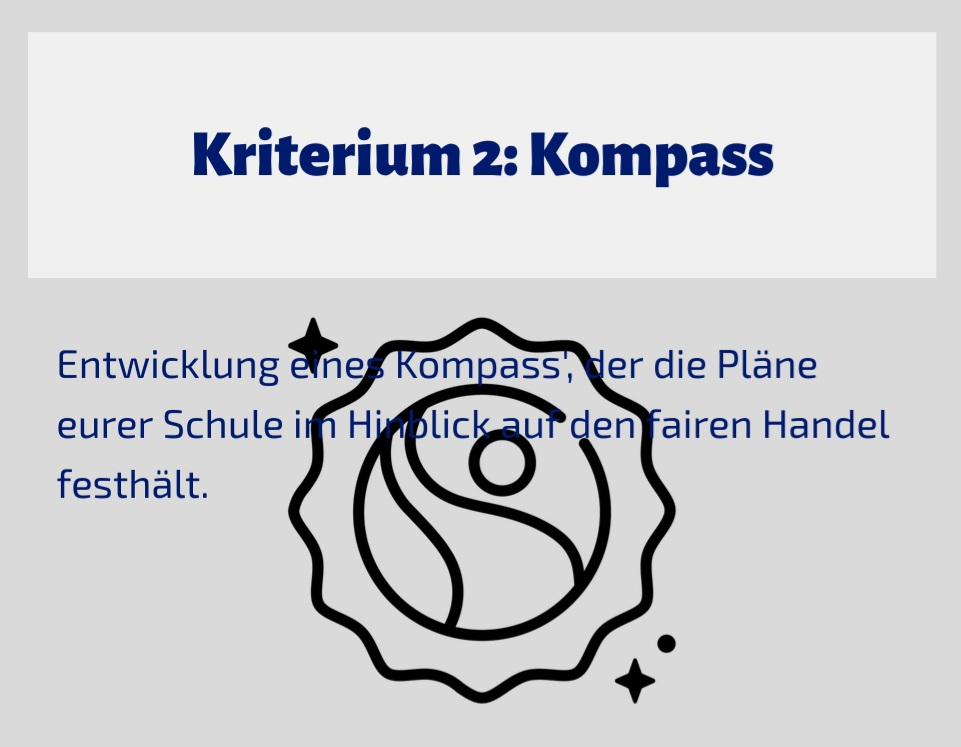 Kriterium 2: Kompass
Entwicklung eines Kompass', der die Pläne
eurer Schule im Hinblick auf den fairen Handel
festhält.